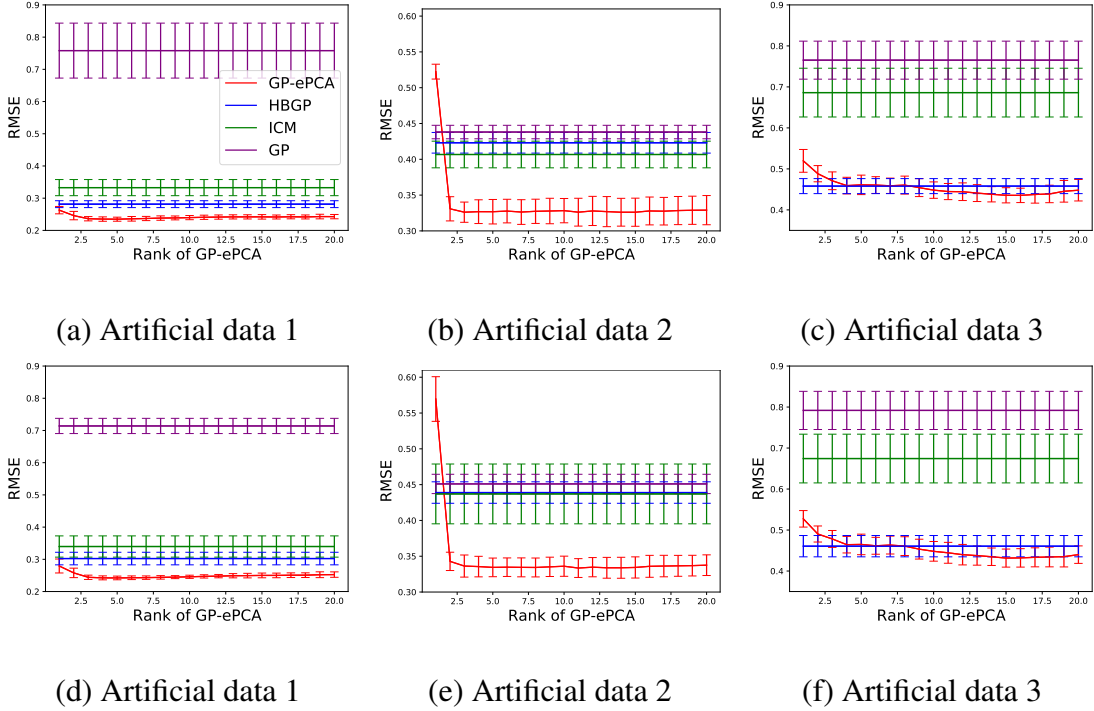 0.9
0.8
0.7
0.6
0.5
0.4
0.3
0.2
RMSE
GP-ePCA
HBGP
ICM
GP
2.5 5.0 7.5 10.0 12.5 15.0 17.5 20.0
Rank of GP-ePCA
(a) Artificial data 1
0.60
0.55
0.50
0.45
0.40
0.35
0.30
RMSE
2.5 5.0 7.5 10.0 12.5 15.0 17.5 20.0
Rank of GP-ePCA
(b) Artificial data 2
0.9
0.8
0.7
0.6
0.5
0.4
RMSE
2.5 5.0 7.5 10.0 12.5 15.0 17.5 20.0
Rank of GP-ePCA
(c) Artificial data 3
0.9
0.8
0.7
0.6
0.5
0.4
0.3
0.2
RMSE
2.5 5.0 7.5 10.0 12.5 15.0 17.5 20.0
Rank of GP-ePCA
(d) Artificial data 1
0.60
0.55
0.50
0.45
0.40
0.35
0.30
RMSE
2.5 5.0 7.5 10.0 12.5 15.0 17.5 20.0
Rank of GP-ePCA
(e) Artificial data 2
0.9
0.8
0.7
0.6
0.5
0.4
RMSE
2.5 5.0 7.5 10.0 12.5 15.0 17.5 20.0
Rank of GP-ePCA
(f) Artificial data 3